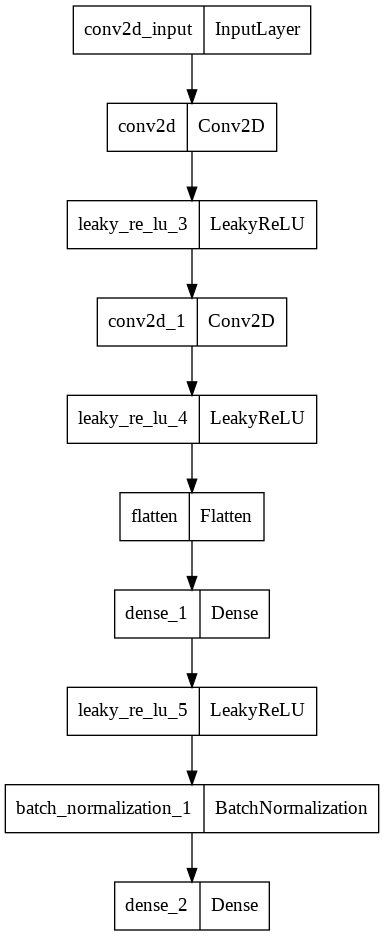 conv2d_input InputLayer
conv2d Conv2D
leaky_re_lu_3 LeakyReLU
conv2d_1 Conv2D
leaky_re_lu_4 LeakyReLU
flatten Flatten
dense_1 Dense
leaky_re_lu_5 LeakyReLU
batch_normalization_1 BatchNormalization
dense_2 Dense